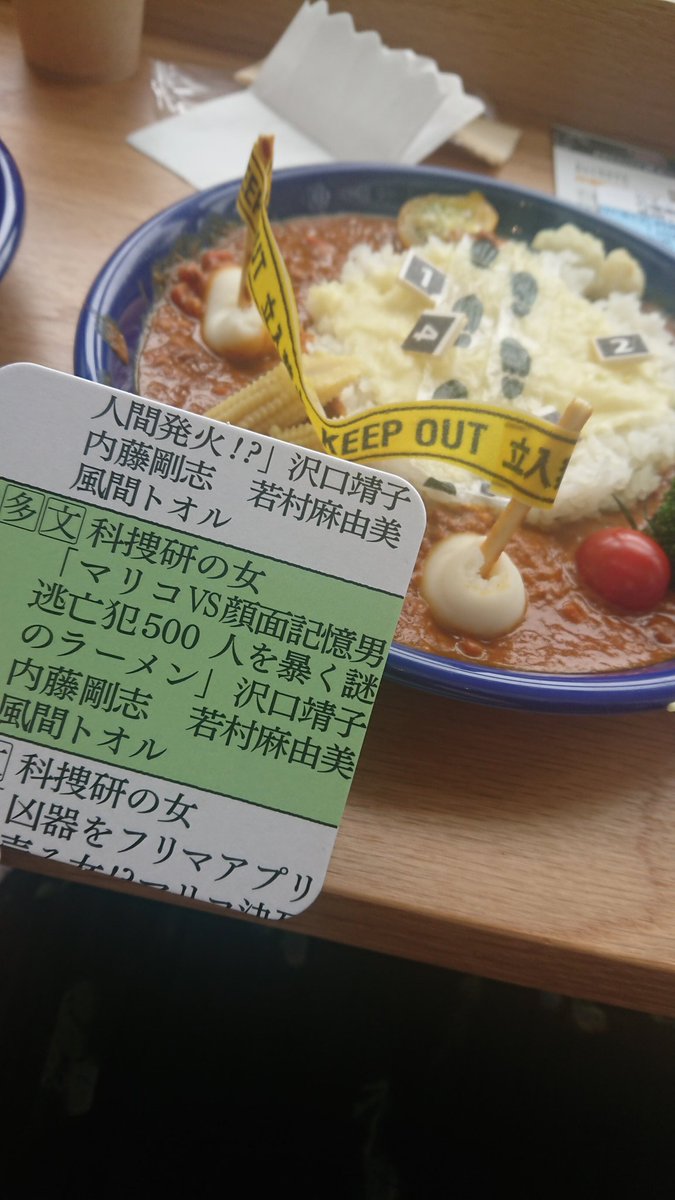 人間発火!?」沢口靖子
内藤剛志　若村麻由美
風間トオル
多文科捜研の女
「マリコVS顔面記憶男
逃亡犯500人を暴く謎
のラーメン」沢口靖子
内藤剛志　若村麻由美
風間トオル
科捜研の女
凶器をフリマアプリ
KEEP OUT 立入
1
4
2